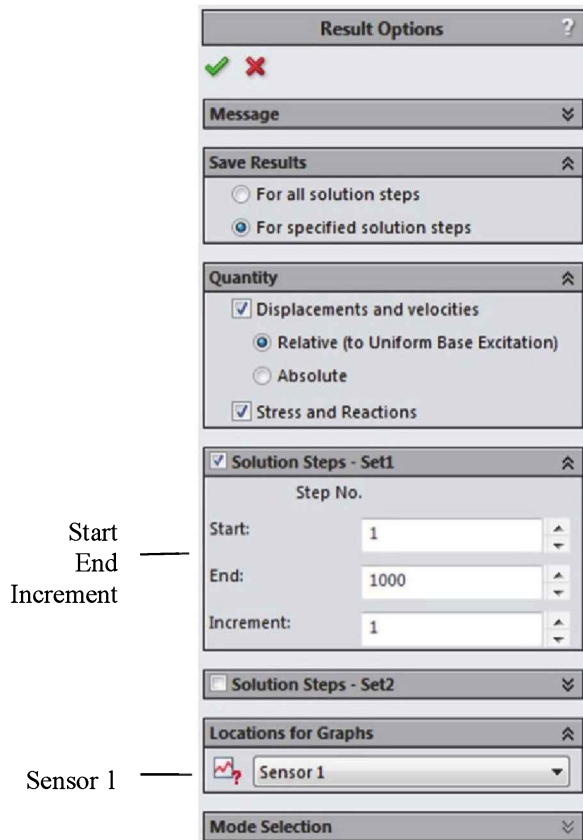 Result Options ?
Message
Save Results
For all solution steps
For specified solution steps
Quantity
Displacements and velocities
Relative (to Uniform Base Excitation)
Absolute
Stress and Reactions
Solution Steps - Set1
Step No.
Start
End
Increment
Start: 1
End: 1000
Increment: 1
Solution Steps - Set2
Locations for Graphs
Sensor 1
? Sensor 1
Mode Selection